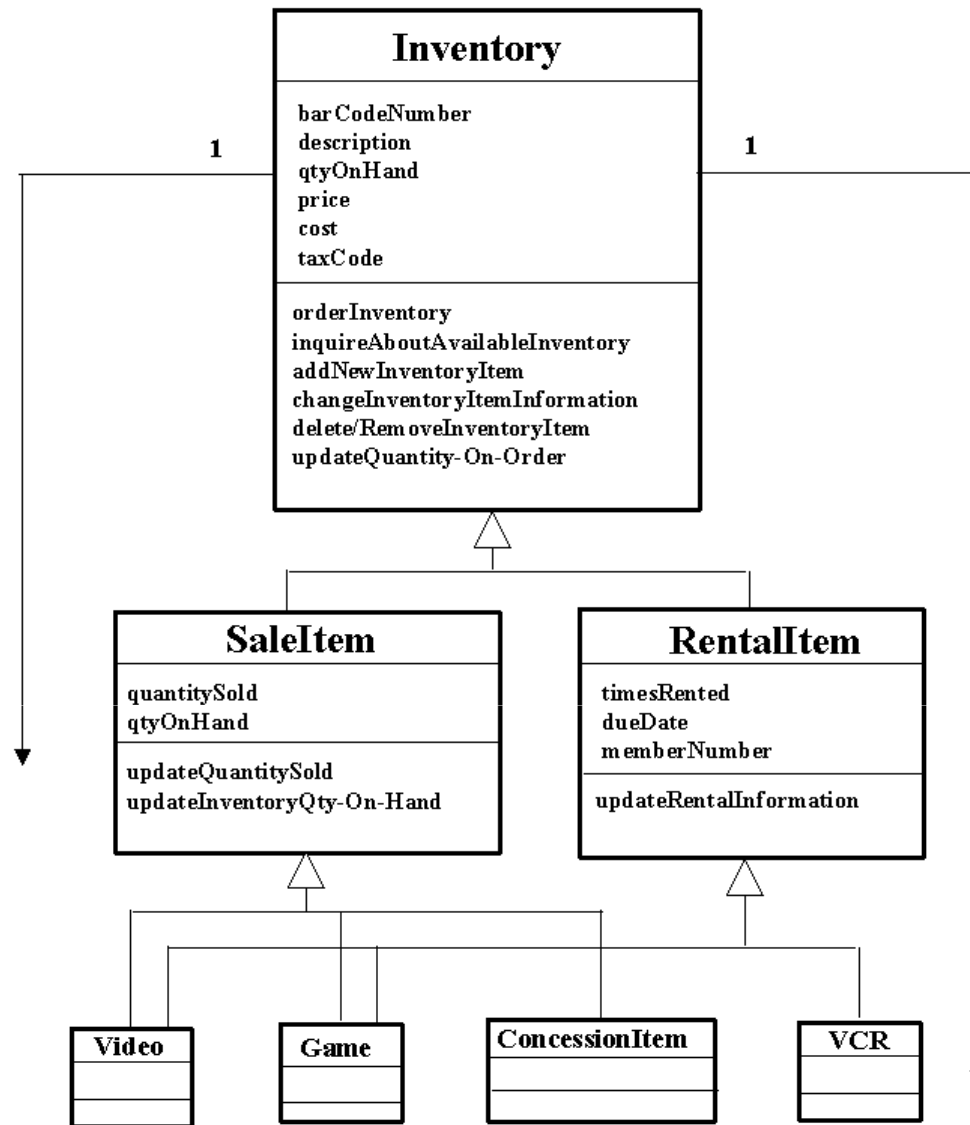 Inventory
barCodeNumber
description
1
1
qtyOnHand
price
cost
taxCode
orderInventory
inquireAboutAvailableInventory
addNewInventoryItem
changeInventoryItemInformation
delete/RemoveInventoryItem
updateQuantity-On-Order
SaleItem
quantitySold
qtyOnHand
updateQuantitySold
updateInventoryQty-On-Hand
RentalItem
timesRented
dueDate
memberNumber
updateRentalInformation
Video
Game
ConcessionItem
VCR